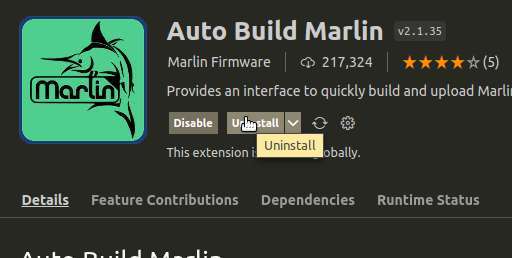 Auto Build Marlin v2.1.35
Marlin Firmware 217,324 (5)
Marlin
Provides an interface to quickly build and upload Marlin
Disable Uninstall
Uninstall
This extension is globally.
Details Feature Contributions Dependencies Runtime Status
Auto Build Marlin